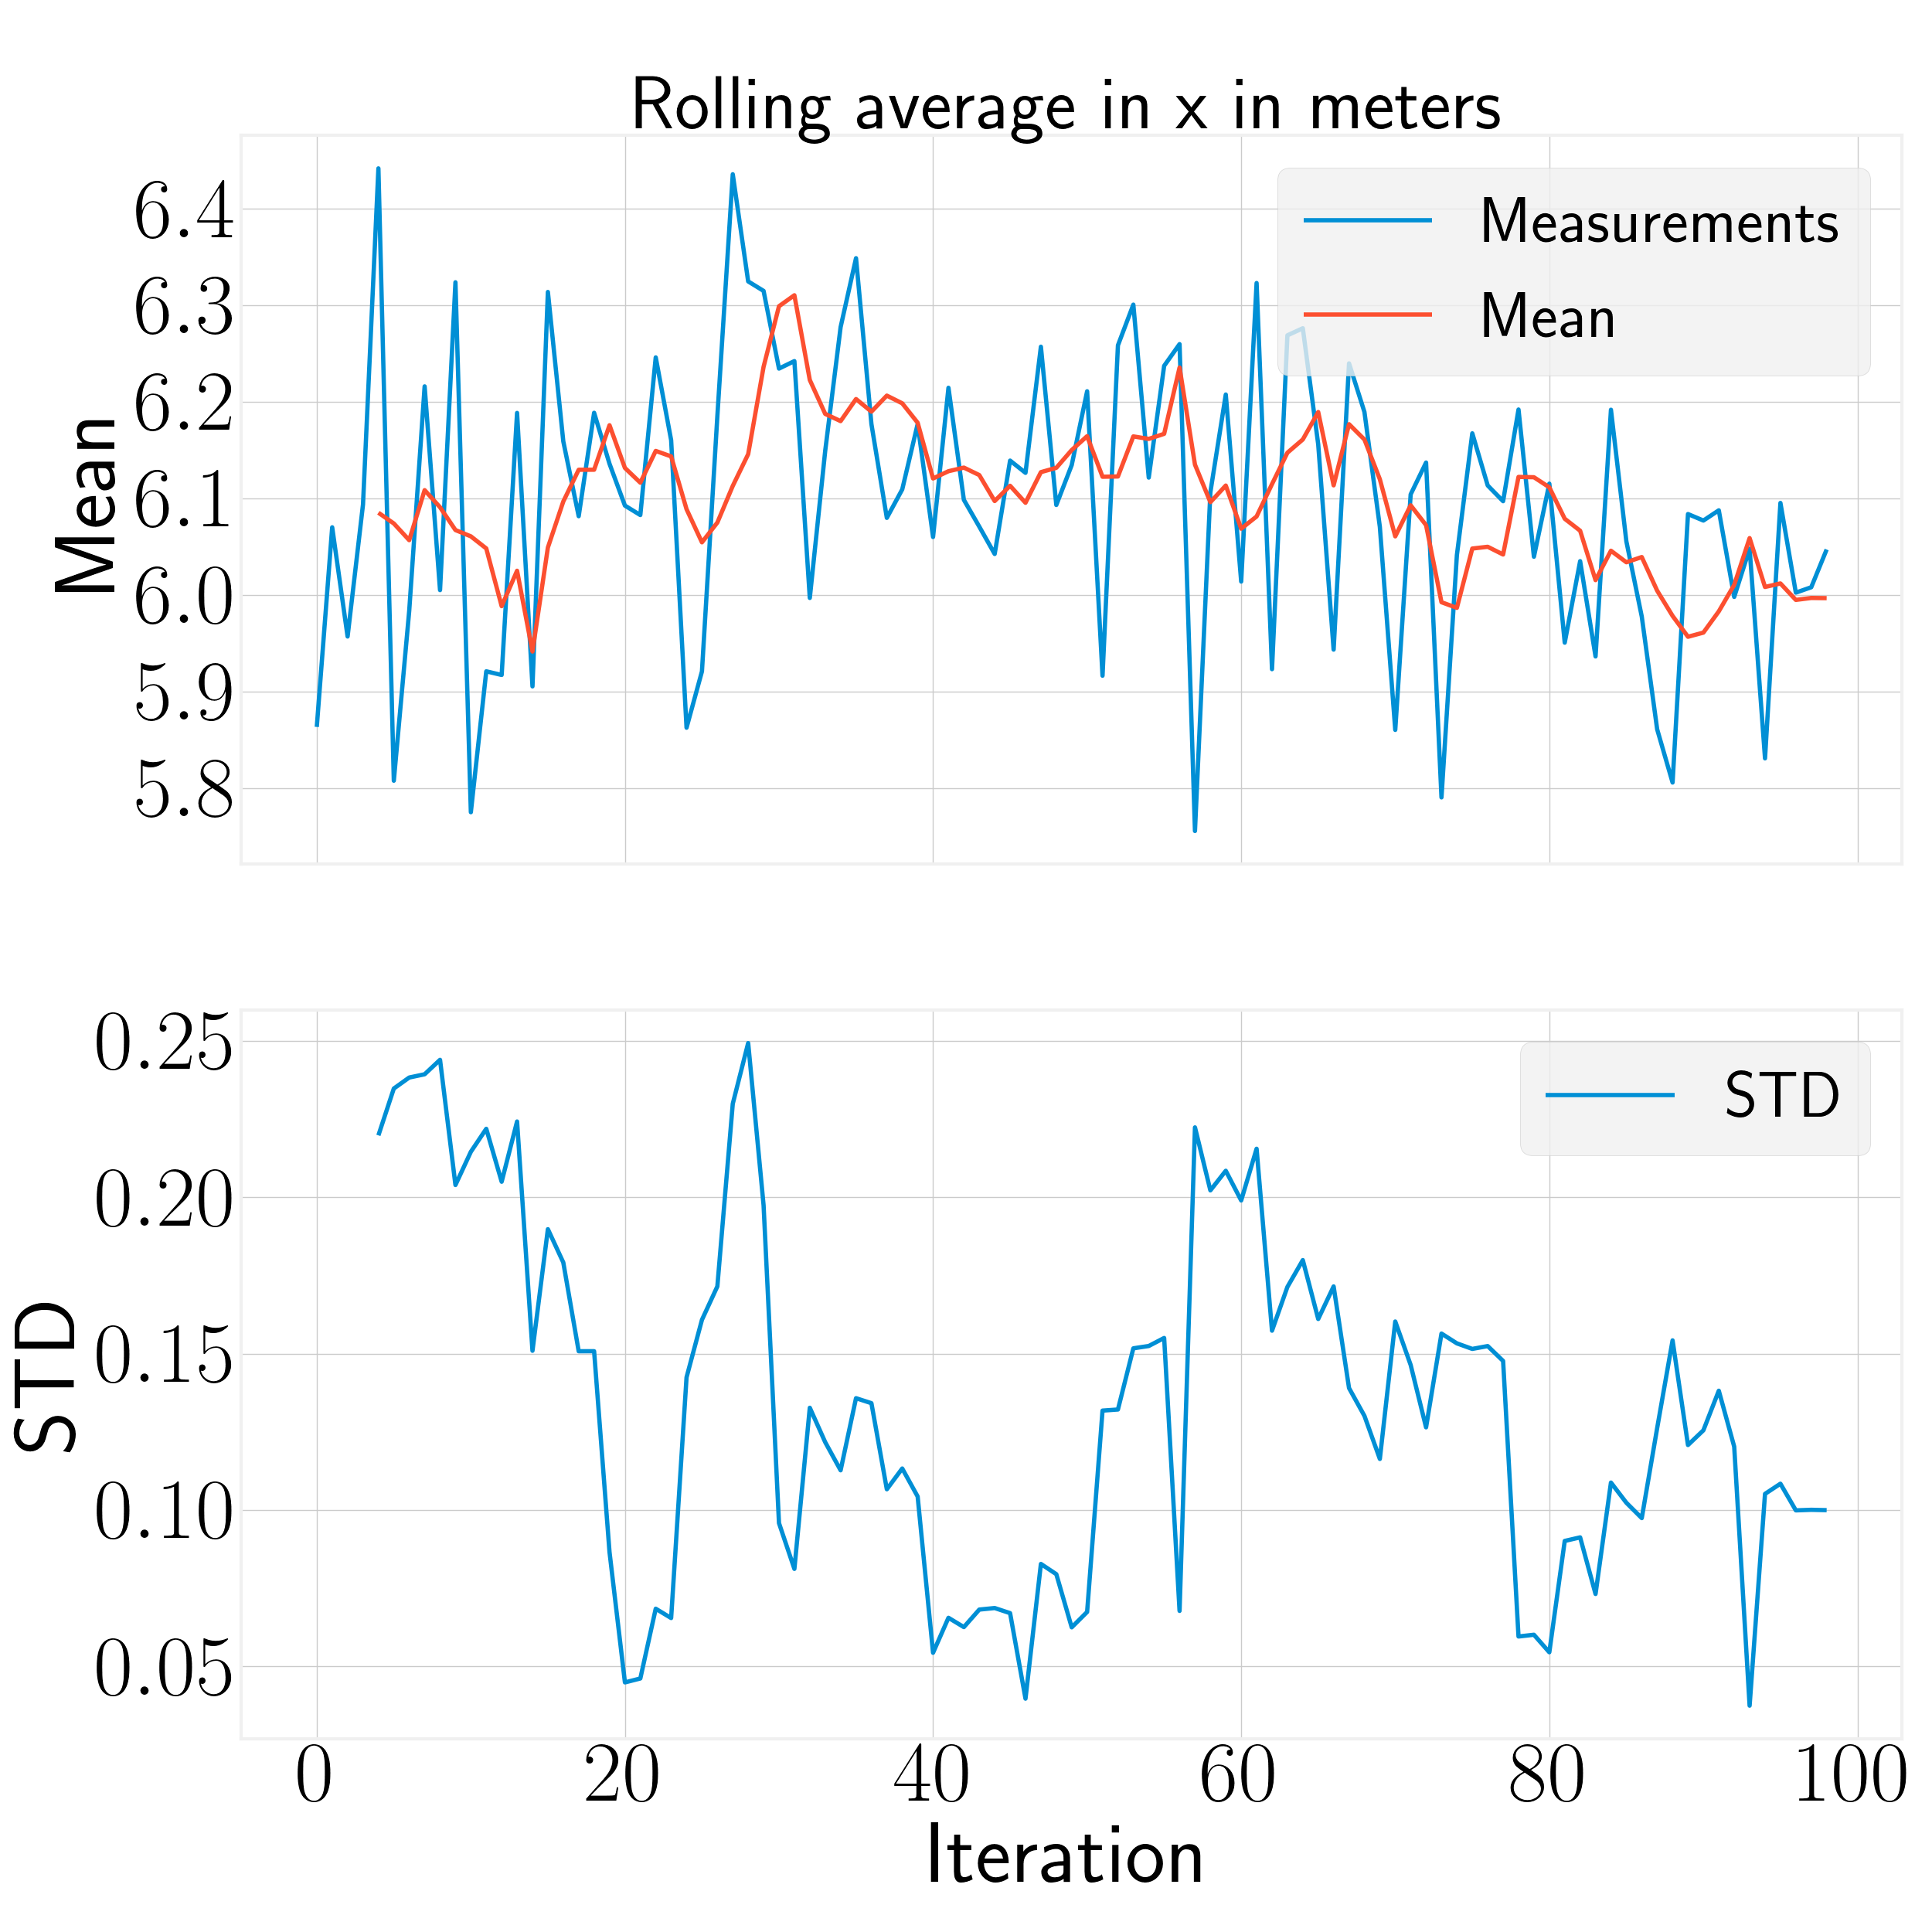 Rolling average in x in meters
Mean
6.4
6.3
6.2
6.1
6.0
5.9
5.8
Measurements
Mean
STD
0.25
0.20
0.15
0.10
0.05
STD
0 20 40 60 80 100
Iteration